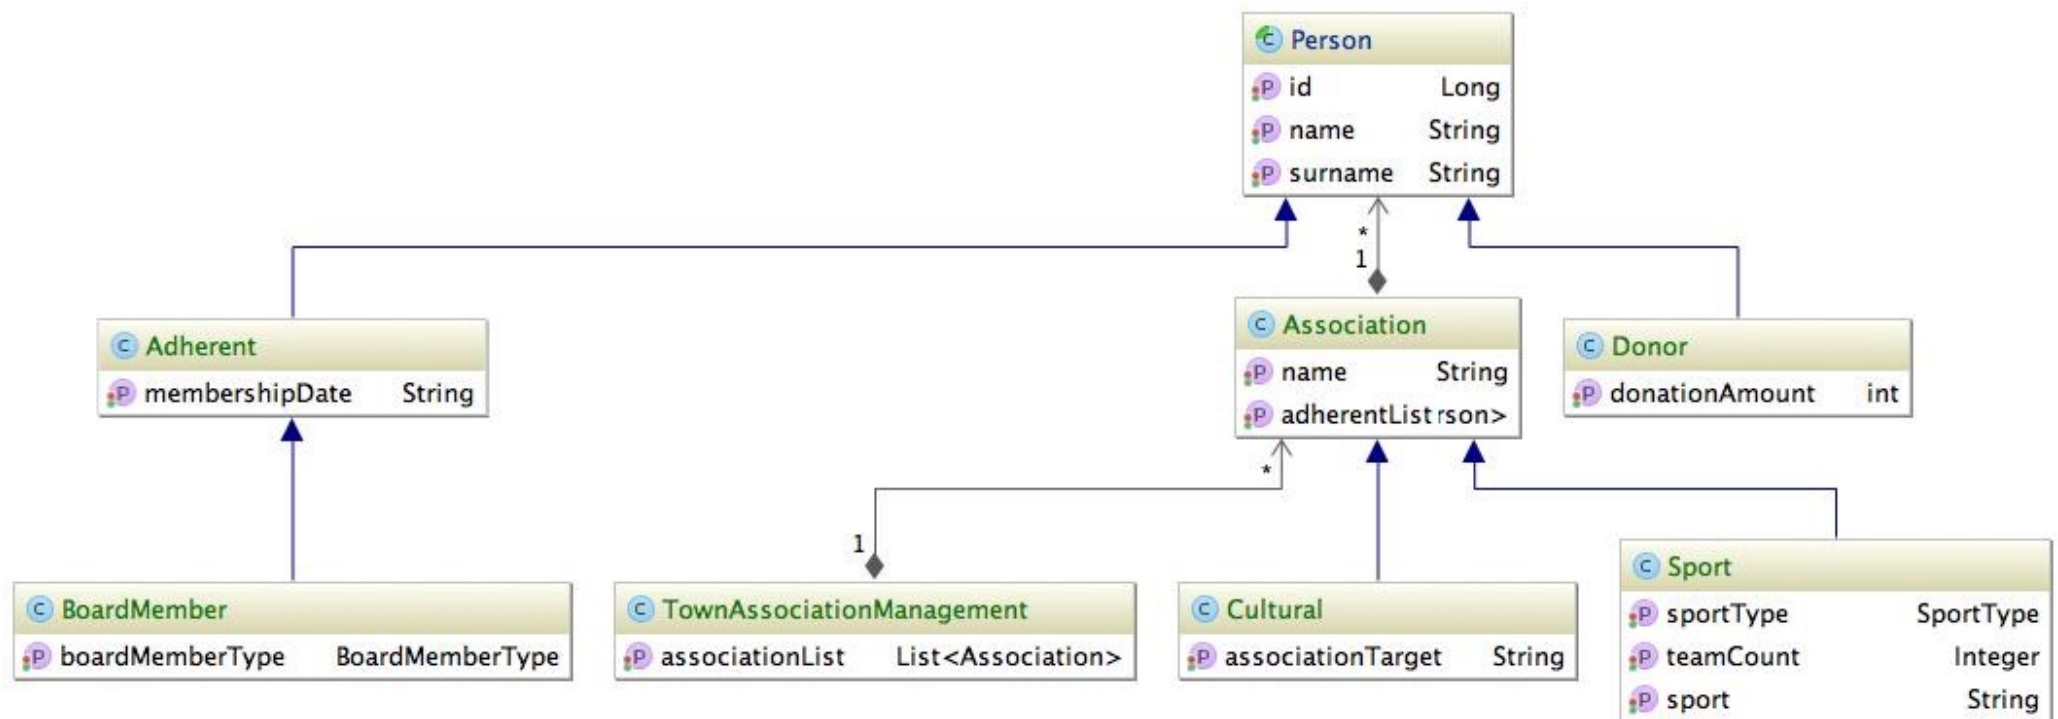 Person
id Long
name String
surname String
*
1
Adherent
membershipDate String
Association
name String
adherentList rson>
Donor
donationAmount int
*
1
BoardMember
boardMemberType BoardMemberType
TownAssociationManagement
associationList List<Association>
Cultural
associationTarget String
Sport
sportType SportType
teamCount Integer
sport String